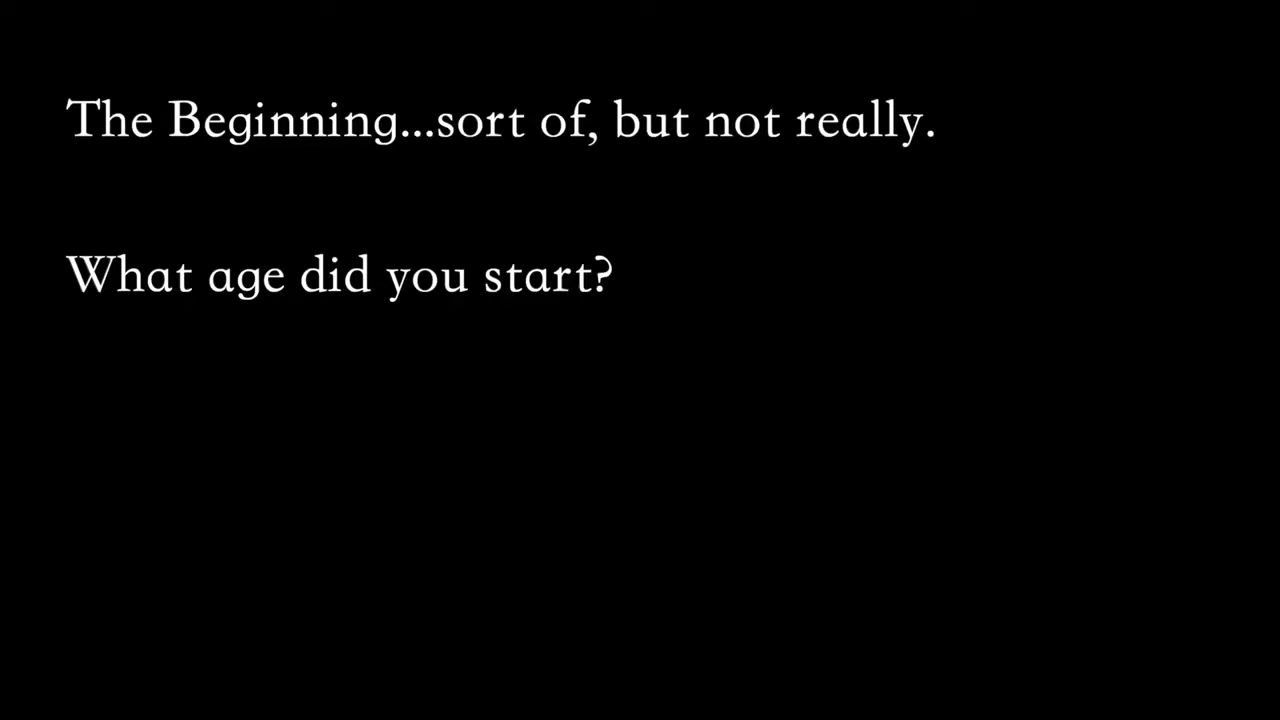 The Beginning...sort of, but not really.
What age did you start?